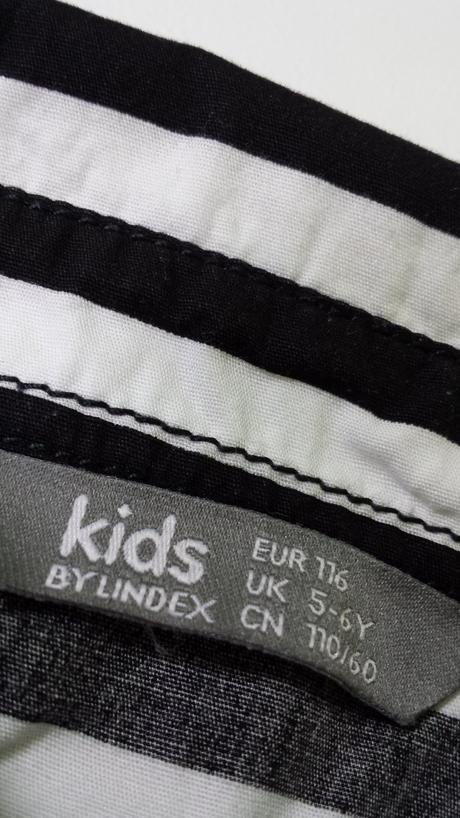 kids
BY LINDEX
EUR 116
UK 5-6Y
CN 110/60